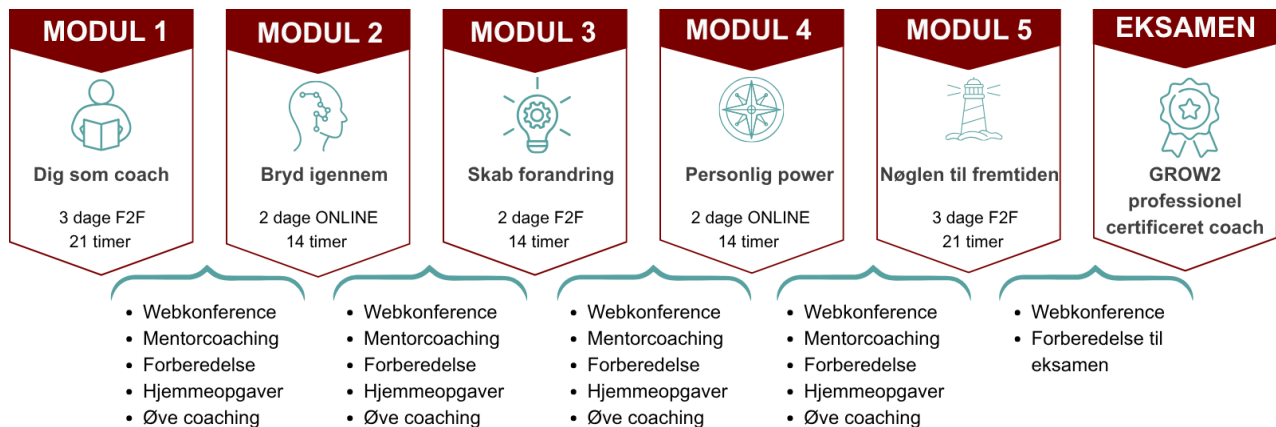 MODUL 1
Dig som coach
3 dage F2F
21 timer
MODUL 2
Bryd igennem
2 dage ONLINE
14 timer
MODUL 3
Skab forandring
2 dage F2F
14 timer
MODUL 4
Personlig power
2 dage ONLINE
14 timer
MODUL 5
Nøglen til fremtiden
3 dage F2F
21 timer
EKSAMEN
GROW2
professionel
certificeret coach
• Webkonference
• Mentorcoaching
• Forberedelse
• Hjemmeopgaver
• Øve coaching
• Webkonference
• Mentorcoaching
• Forberedelse
• Hjemmeopgaver
• Øve coaching
• Webkonference
• Mentorcoaching
• Forberedelse
• Hjemmeopgaver
• Øve coaching
• Webkonference
• Mentorcoaching
• Forberedelse
• Hjemmeopgaver
• Øve coaching
• Webkonference
• Forberedelse til
eksamen